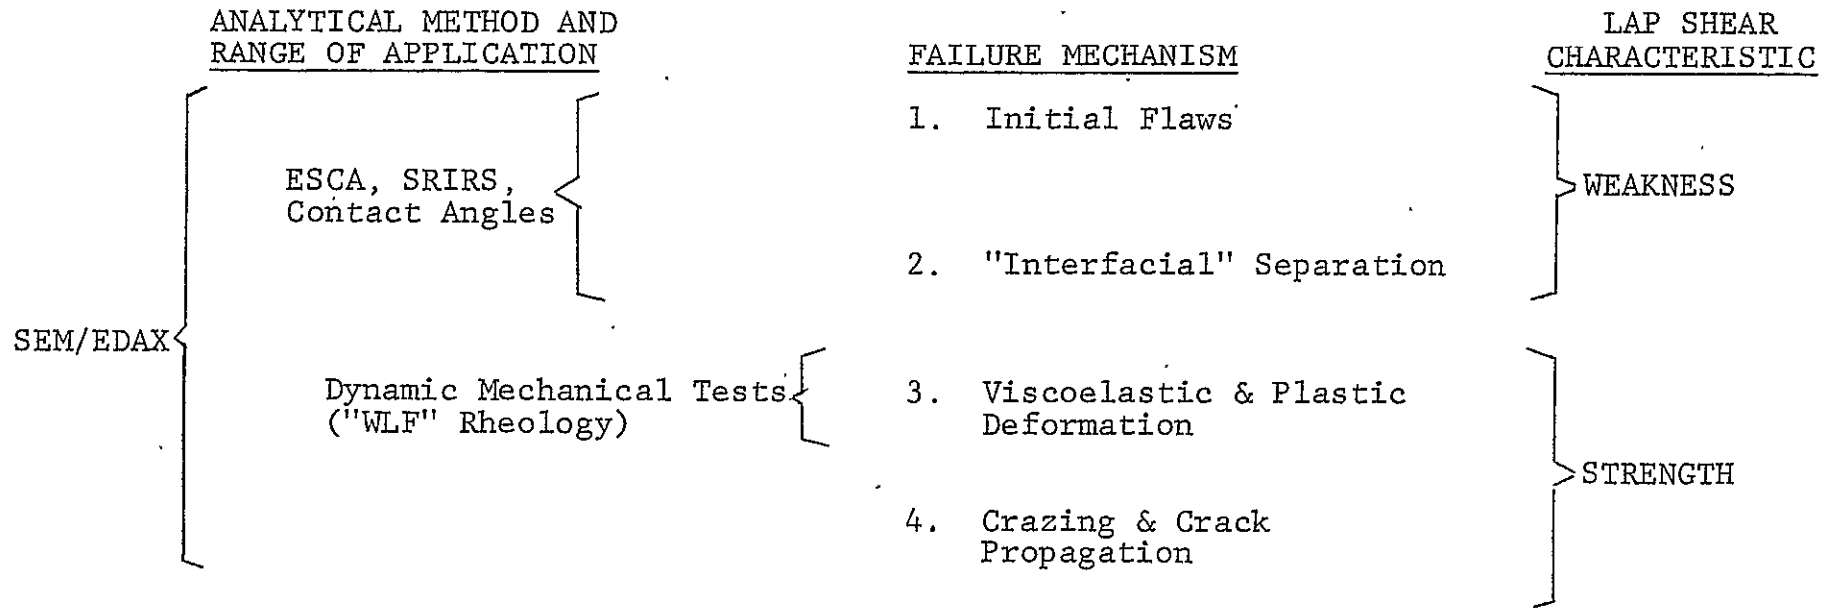 ANALYTICAL METHOD AND
RANGE OF APPLICATION
FAILURE MECHANISM
LAP SHEAR
CHARACTERISTIC
1. Initial Flaws
ESCA, SRIRS,
Contact Angles
WEAKNESS
2. "Interfacial" Separation
SEM/EDAX
Dynamic Mechanical Tests
("WLF" Rheology)
3. Viscoelastic & Plastic
Deformation
STRENGTH
4. Crazing & Crack
Propagation